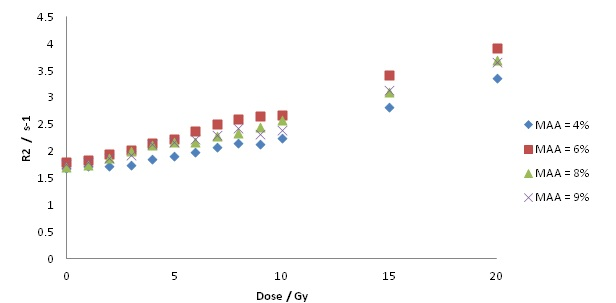 4.5
4
3.5
3
2.5
2
1.5
1
0.5
0
R2 / s-1
0 5 10 15 20
Dose / Gy
MAA = 4%
MAA = 6%
MAA = 8%
MAA = 9%